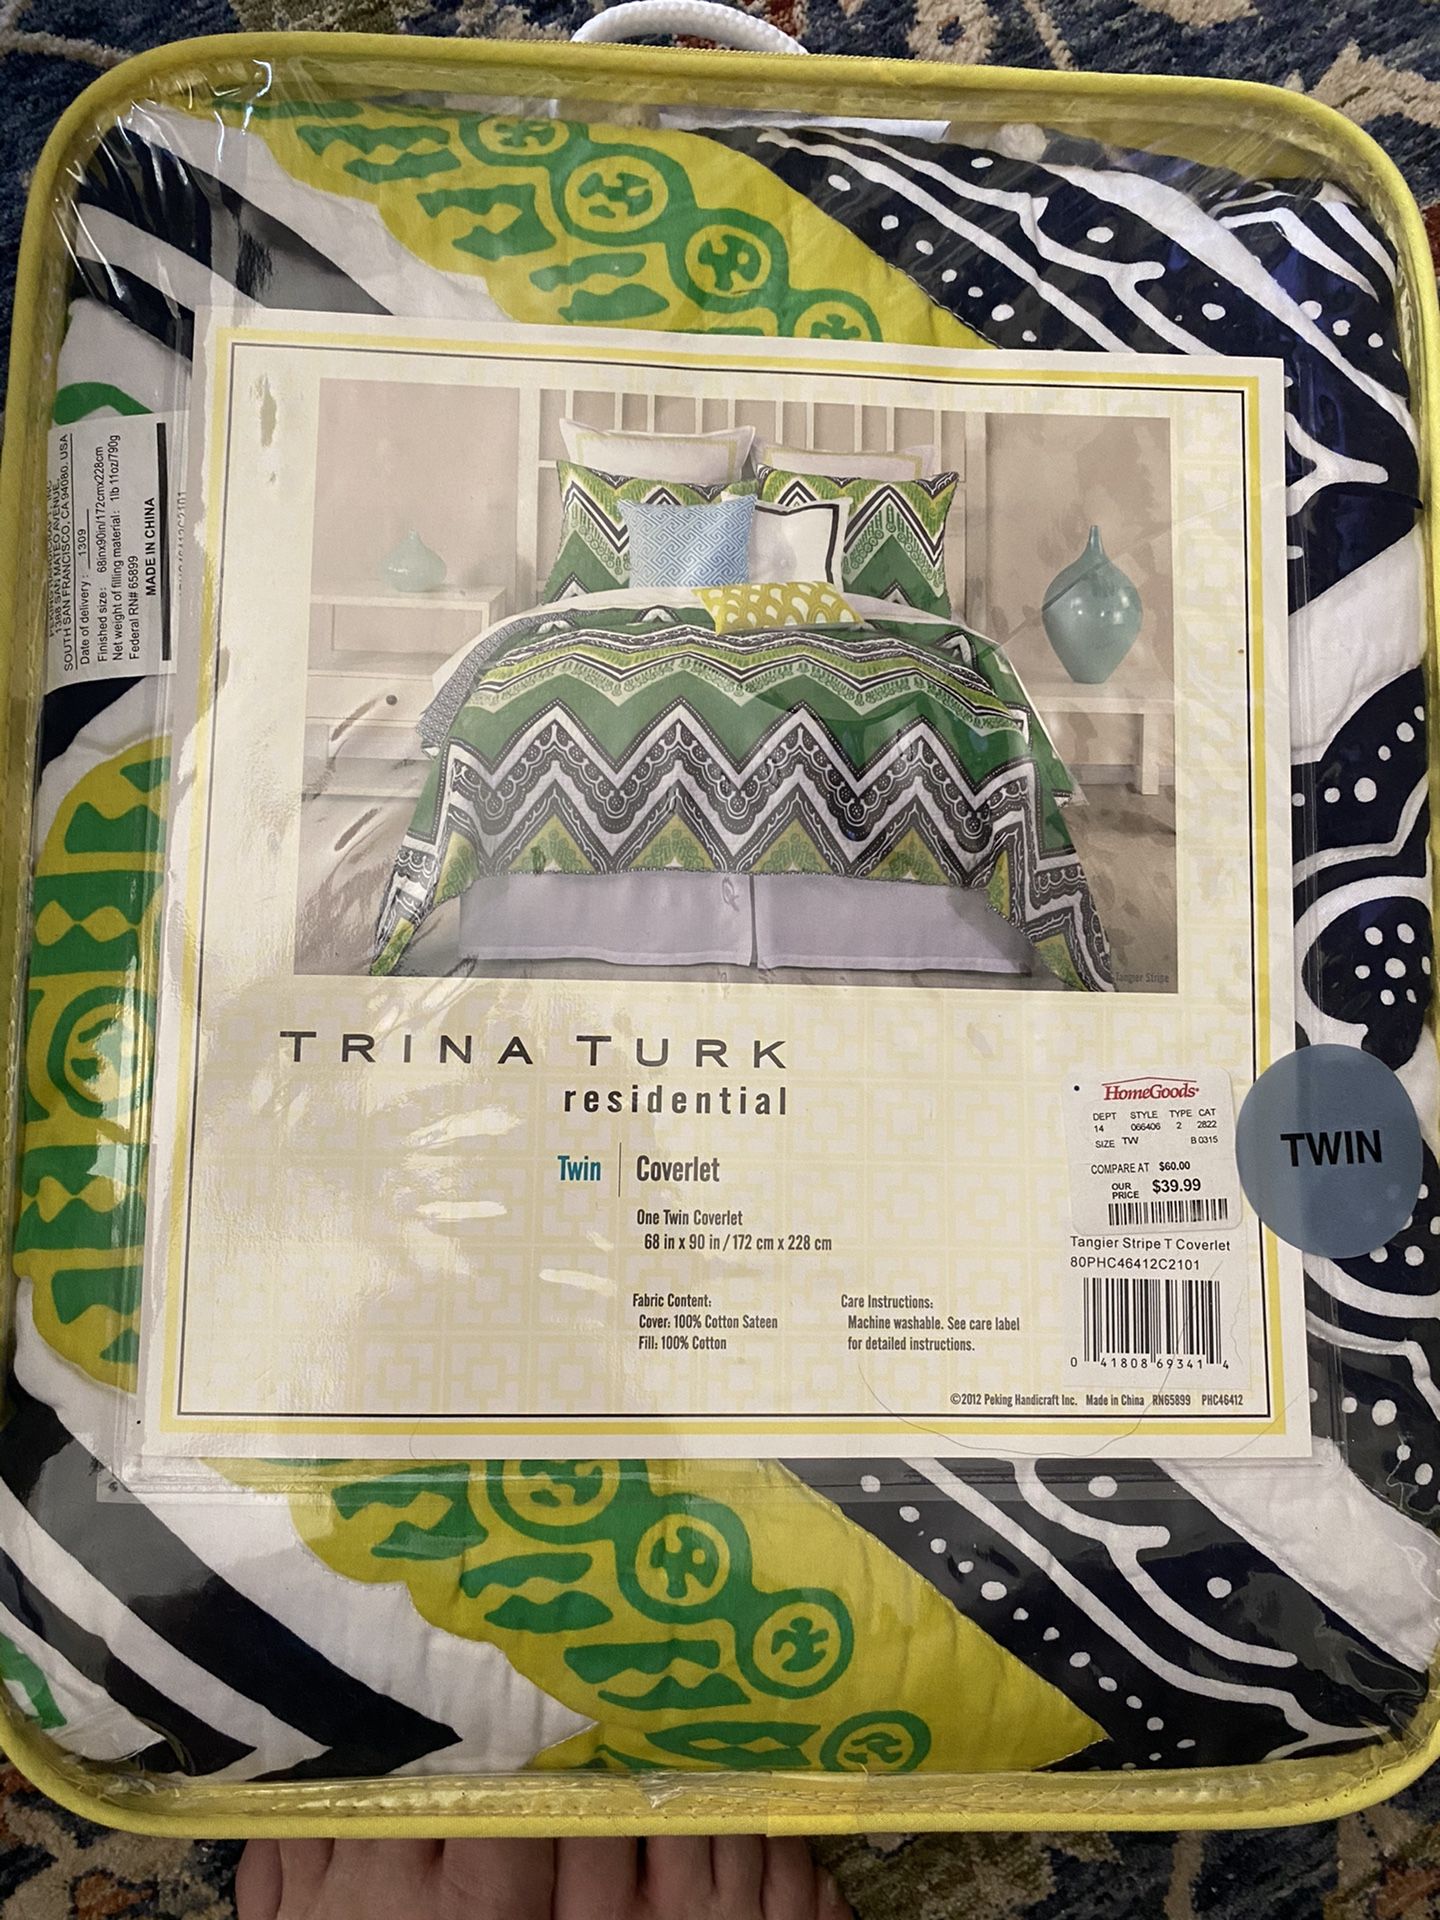 SOUTH SAN FRANCISCO, CA 94080. USA
Date of delivery: 1309
Finished size: 68inx90in/172cmx228cm
Net weight of filling material: 1lb 11oz/790g
Federal RN# 65899
MADE IN CHINA
Tangier Stripe
TRINA TURK
residential
Twin Coverlet
One Twin Coverlet
68 in x 90 in / 172 cm x 228 cm
Fabric Content:
Cover: 100% Cotton Sateen
Fill: 100% Cotton
Care Instructions:
Machine washable. See care label
for detailed instructions.
HomeGoods
DEPT STYLE TYPE CAT
14 066406 2 2822
SIZE TW B0315
COMPARE AT $60.00
OUR PRICE $39.99
TWIN
Tangier Stripe T Coverlet
80PHC46412C2101
0 41808 69341 4
©2012 Peking Handicraft Inc. Made in China RN65899 PHC46412